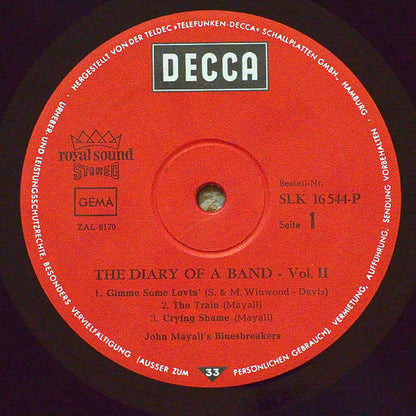 HERGESTELLT VON DER TELDEC »TELEFUNKEN-DECCA« SCHALLPLATTEN GMBH., HAMBURG ·
URHEBER- UND LEISTUNGSSCHUTZRECHTE, BESONDERS VERVIELFÄLTIGUNG (AUSSER ZUM PERSÖNLICHEN GEBRAUCH), VERMIETUNG, AUFFÜHRUNG, SENDUNG VORBEHALTEN
DECCA
royal sound
STEREO
GEMA
ZAL 8170
Bestell-Nr.
SLK 16 544-P
Seite 1
THE DIARY OF A BAND - Vol. II
1. Gimme Some Lovin' (S. & M. Winwood - Davis)
2. The Train (Mayall)
3. Crying Shame (Mayall)
John Mayall's Bluesbreakers
33